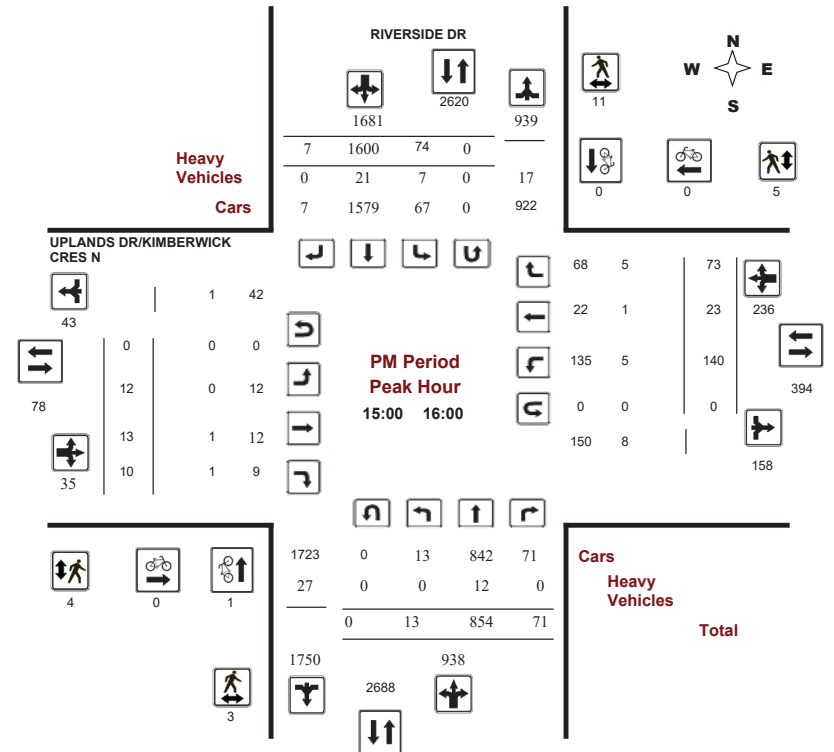 RIVERSIDE DR
N
W E
S
11
2620
1681 939
7 1600 74 0
Heavy
Vehicles
0 21 7 0 17
Cars
7 1579 67 0 922
0 0 5
UPLANDS DR/KIMBERWICK
CRES N
1 42
43
0 0 0
78
12 0 12
13 1 12
35
10 1 9
PM Period
Peak Hour
15:00 16:00
68 5 73
22 1 23
236
135 5 140
394
0 0 0
150 8
158
1723 0 13 842 71
27 0 0 12 0
0 13 854 71
1750 938
2688
Cars
Heavy
Vehicles
Total
4 0 1
3